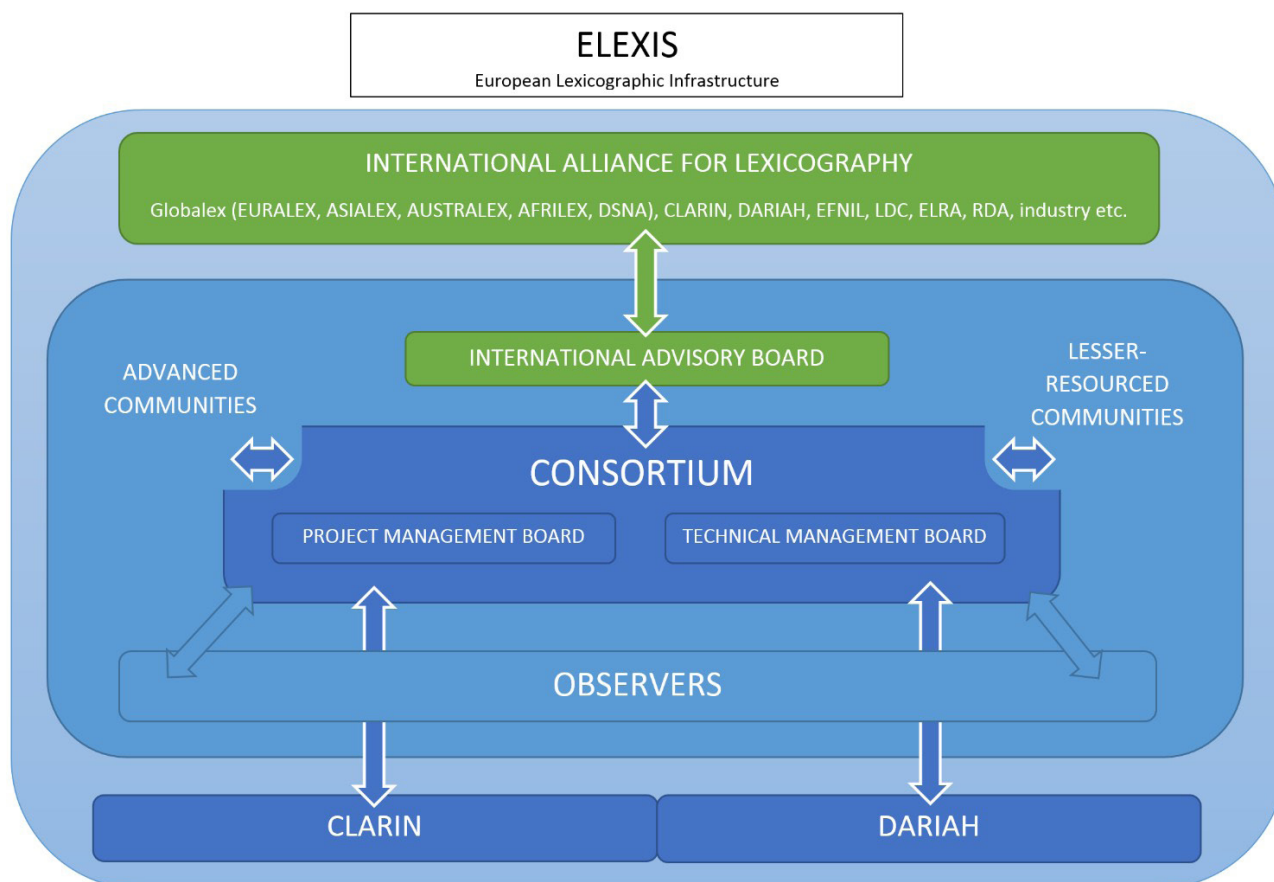 ELEXIS
European Lexicographic Infrastructure
INTERNATIONAL ALLIANCE FOR LEXICOGRAPHY
Globalex (EURALEX, ASIALEX, AUSTRALEX, AFRILEX, DSNA), CLARIN, DARIAH, EFNIL, LDC, ELRA, RDA, industry etc.
INTERNATIONAL ADVISORY BOARD
ADVANCED
COMMUNITIES
LESSER-
RESOURCED
COMMUNITIES
CONSORTIUM
PROJECT MANAGEMENT BOARD
TECHNICAL MANAGEMENT BOARD
OBSERVERS
CLARIN
DARIAH